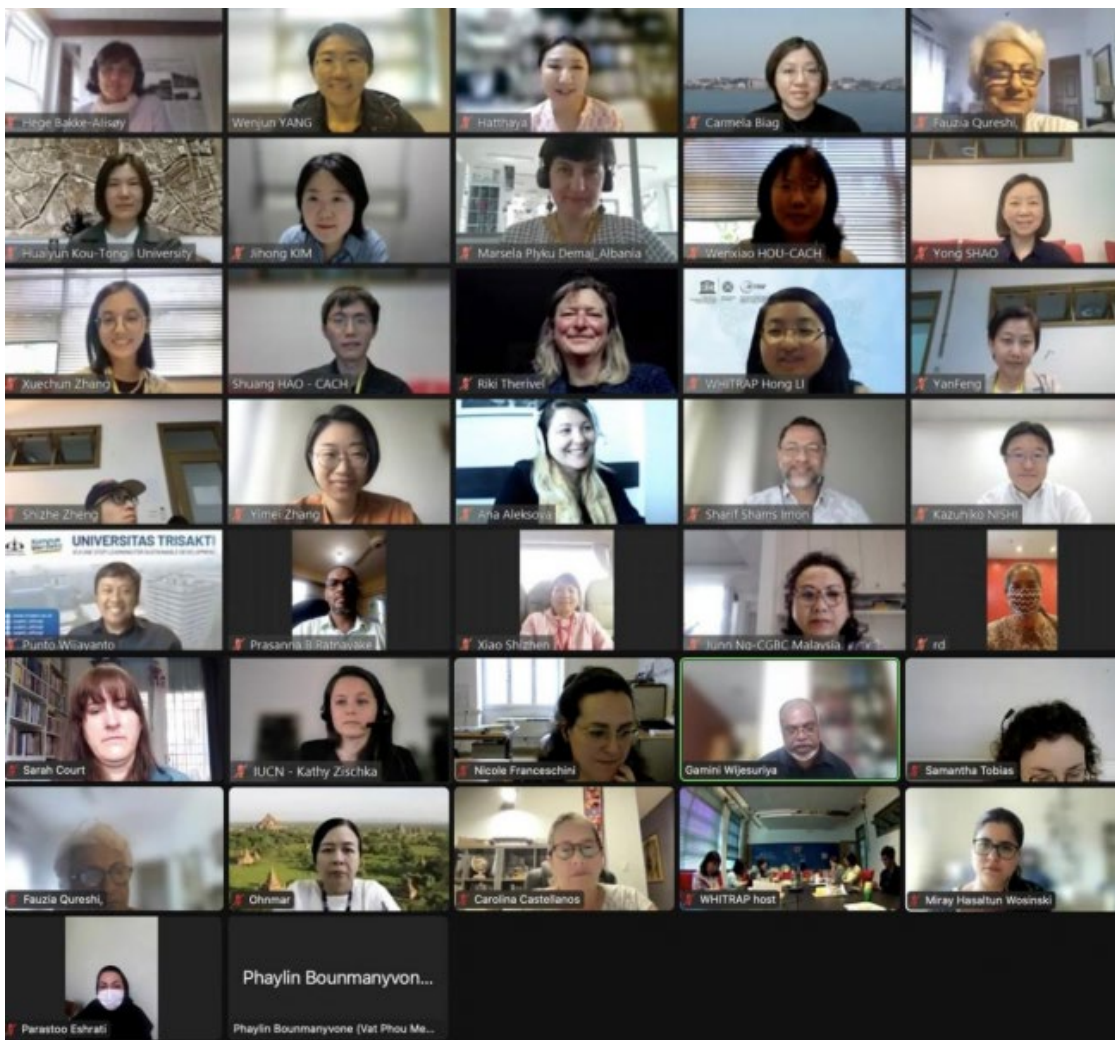 Hege Bakke-Alisøy
Wenjun YANG
Hatthaya
Carmela Biag
Fauzia Qureshi,
Huaiyun Kou-Tongji University
Jihong KIM
Marsela Plyku Demaj_Albania
Wenxiao HOU-CACH
Yong SHAO
Xuechun Zhang
Shuang HAO - CACH
Riki Therivel
WHITRAP Hong LI
YanFeng
Shizhe Zheng
Yimei Zhang
Ana Aleksova
Sharif Shams Imon
Kazuhiko NISHI
UNIVERSITAS TRISAKTI
Punto Wijayanto
Prasanna B Ratnayake
Xiao Shizhen
Junn Ng-CGBC Malaysia
rd
Sarah Court
IUCN - Kathy Zischka
Nicole Franceschini
Gamini Wijesuriya
Samantha Tobias
Fauzia Qureshi,
Ohnmar
Carolina Castellanos
WHITRAP host
Miray Hasaltun Wosinski
Parastoo Eshrati
Phaylin Bounmanyvon...
Phaylin Bounmanyvone (Vat Phou Me...